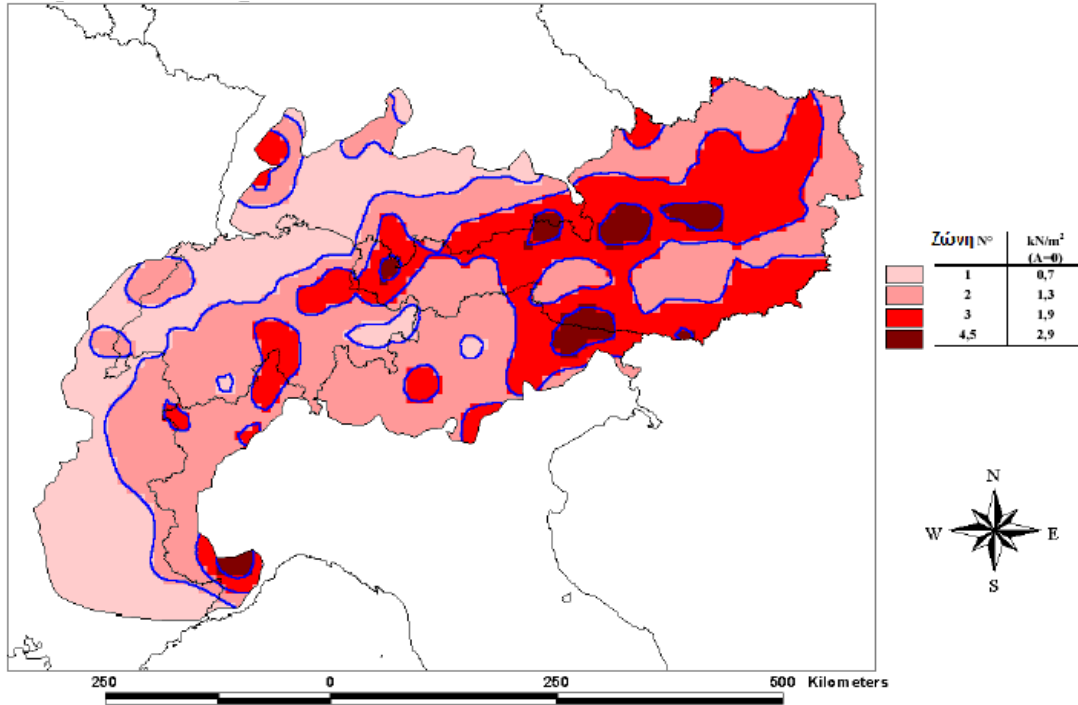 Ζώνη N° kN/m²
(A=0)
1 0,7
2 1,3
3 1,9
4,5 2,9
N
W E
S
250 0 250 500 Kilometers